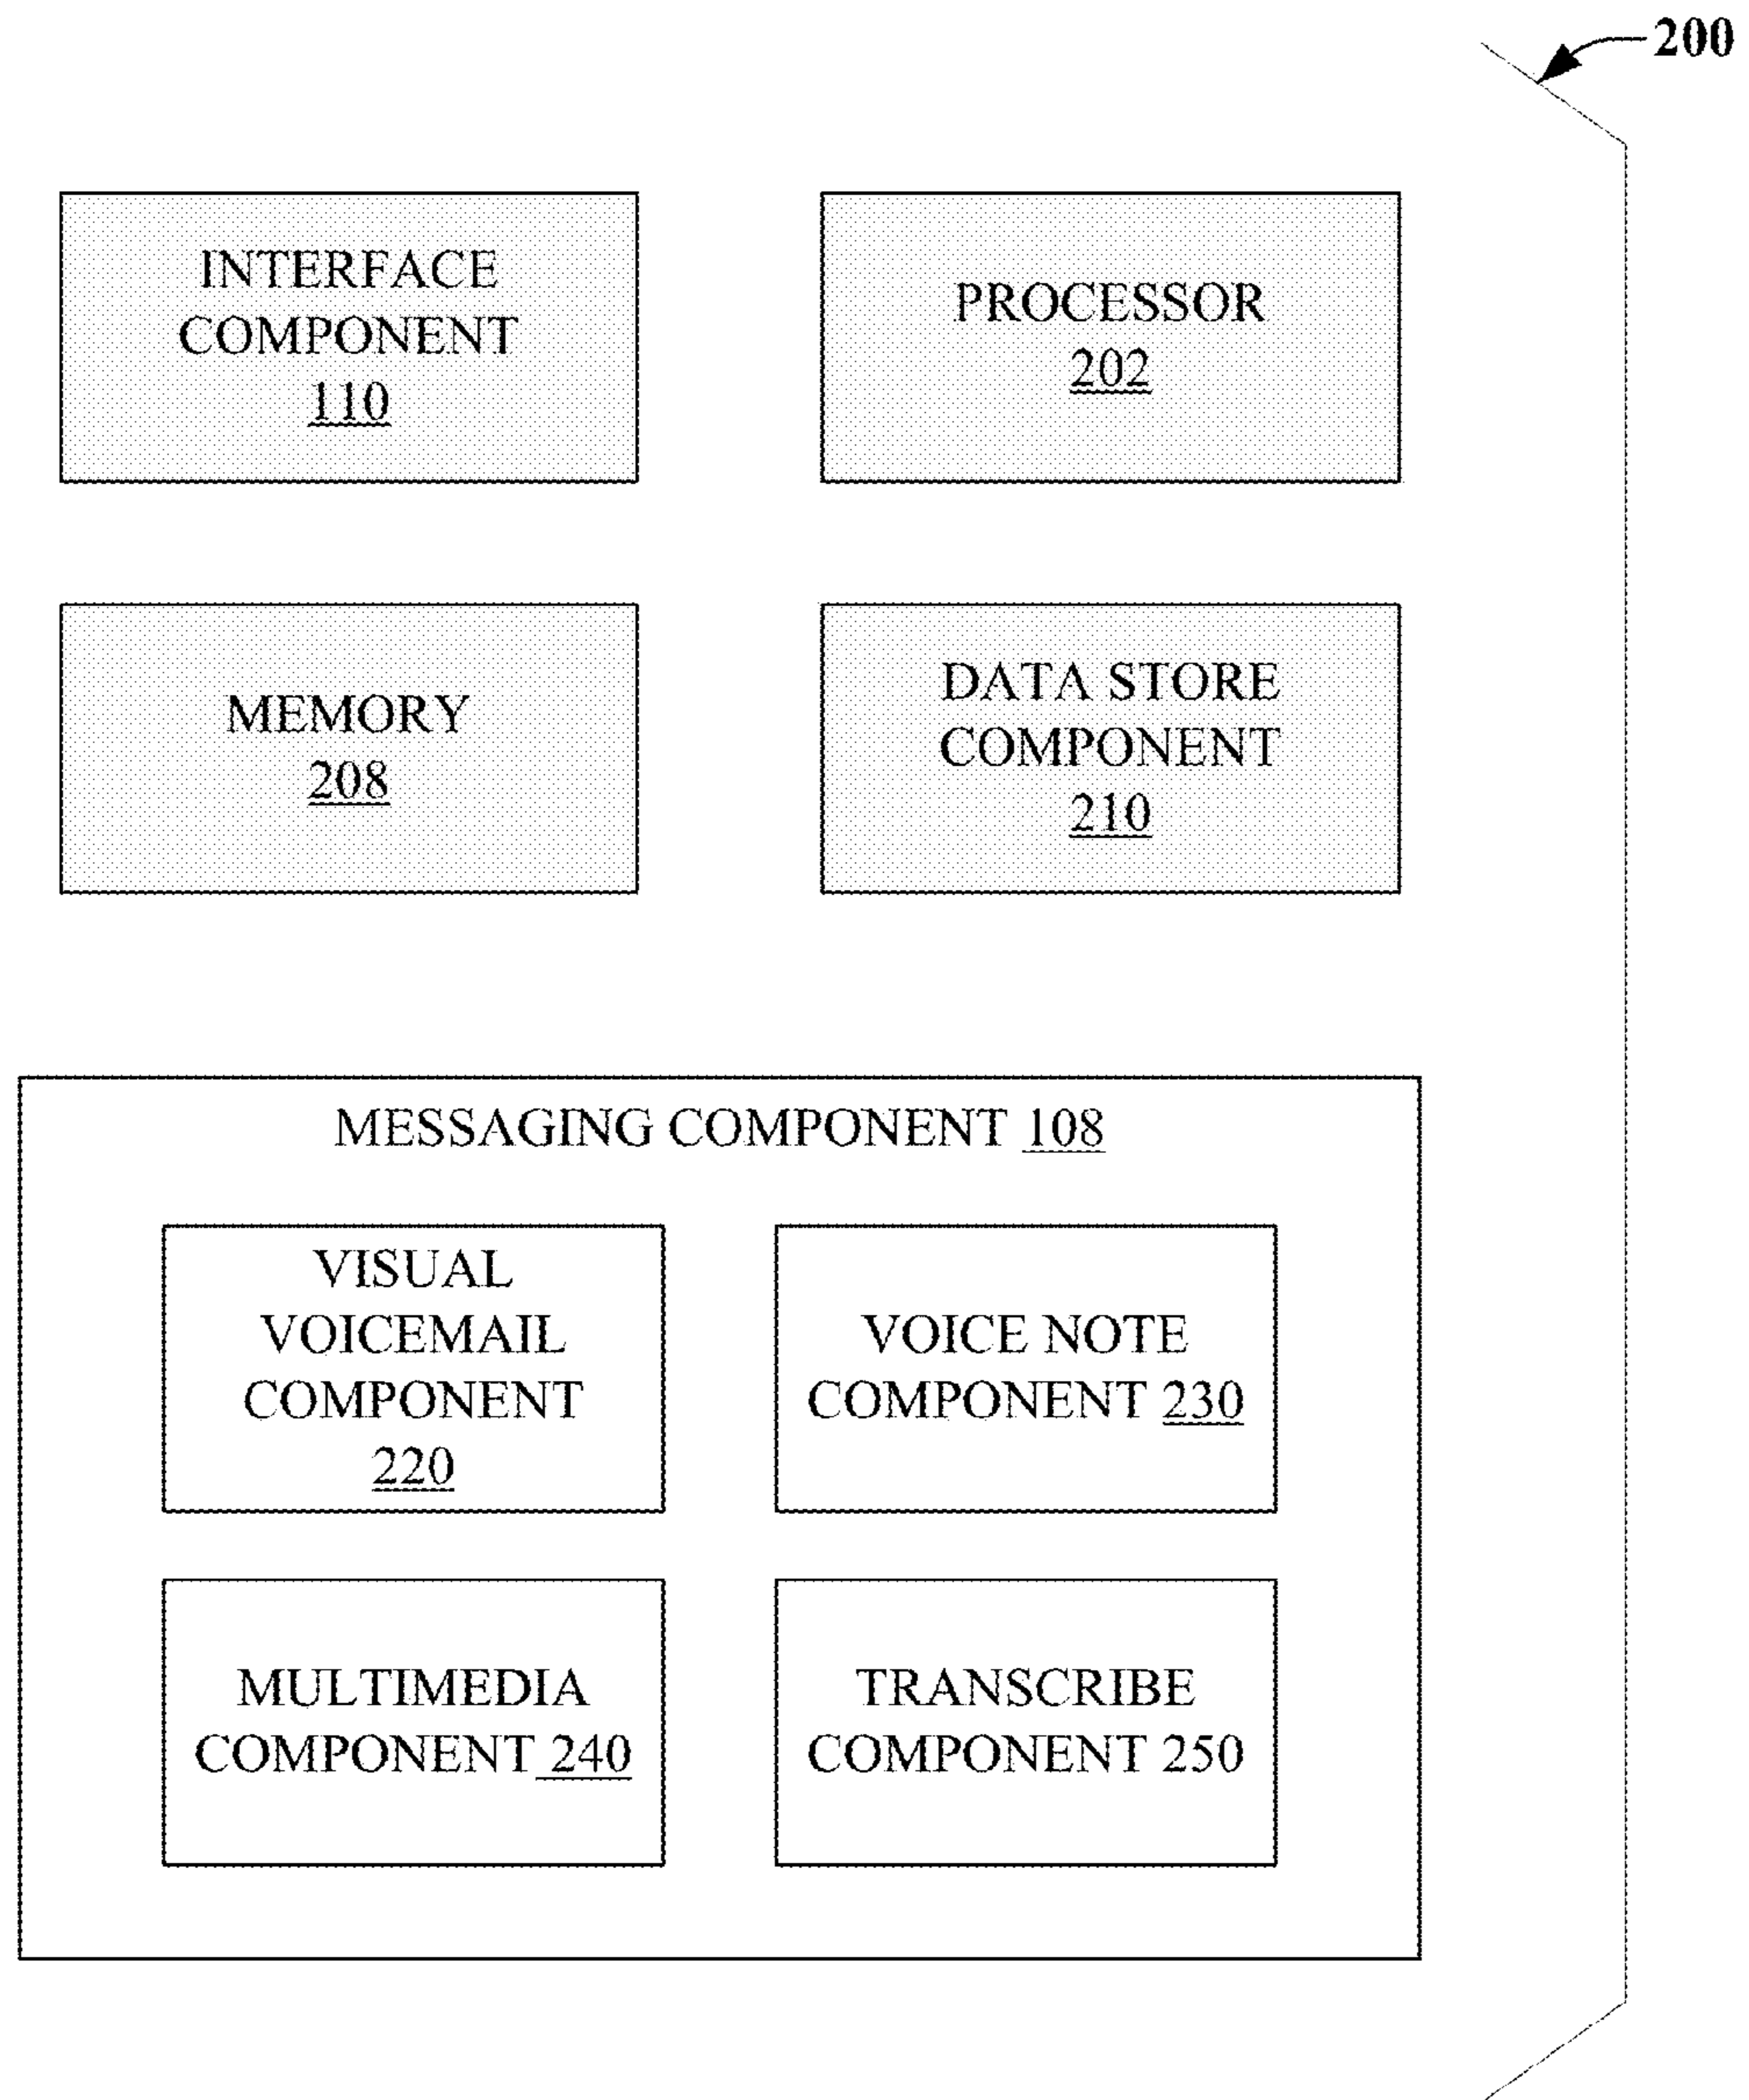 200
INTERFACE
COMPONENT
110
PROCESSOR
202
MEMORY
208
DATA STORE
COMPONENT
210
MESSAGING COMPONENT 108
VISUAL
VOICEMAIL
COMPONENT
220
VOICE NOTE
COMPONENT 230
MULTIMEDIA
COMPONENT 240
TRANSCRIBE
COMPONENT 250